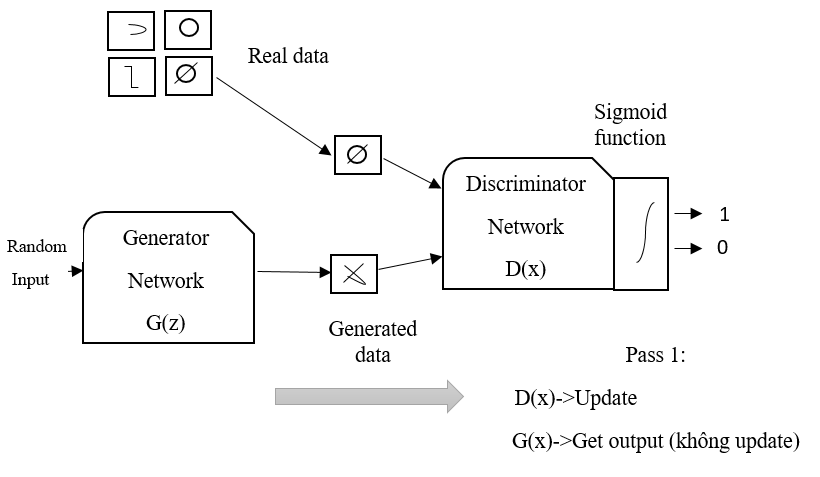 Real data
Sigmoid
function
Discriminator
Network
D(x)
1
0
Random
Input
Generator
Network
G(z)
Generated
data
Pass 1:
D(x)->Update
G(x)->Get output (không update)